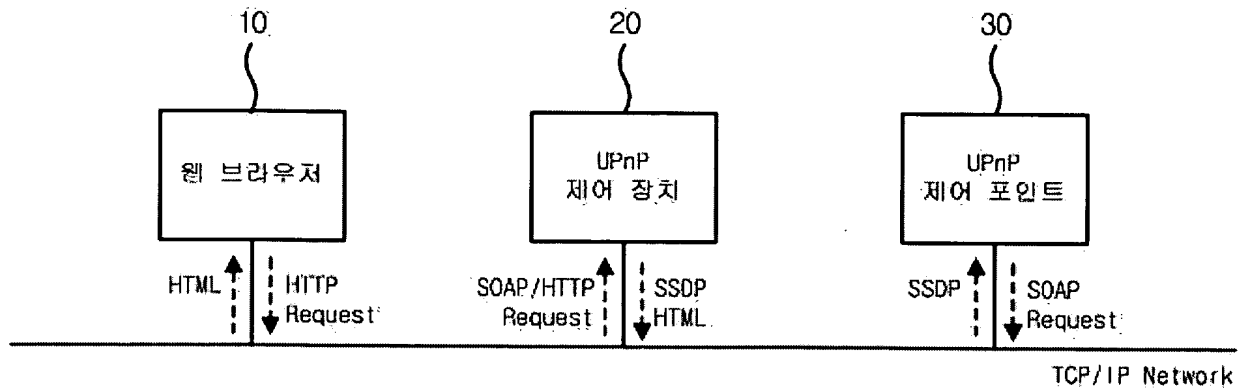 10
20
30
웹 브라우저
UPnP
제어 장치
UPnP
제어 포인트
HTML
HTTP
Request
SOAP/HTTP
Request
SSDP
HTML
SSDP
SOAP
Request
TCP/IP Network